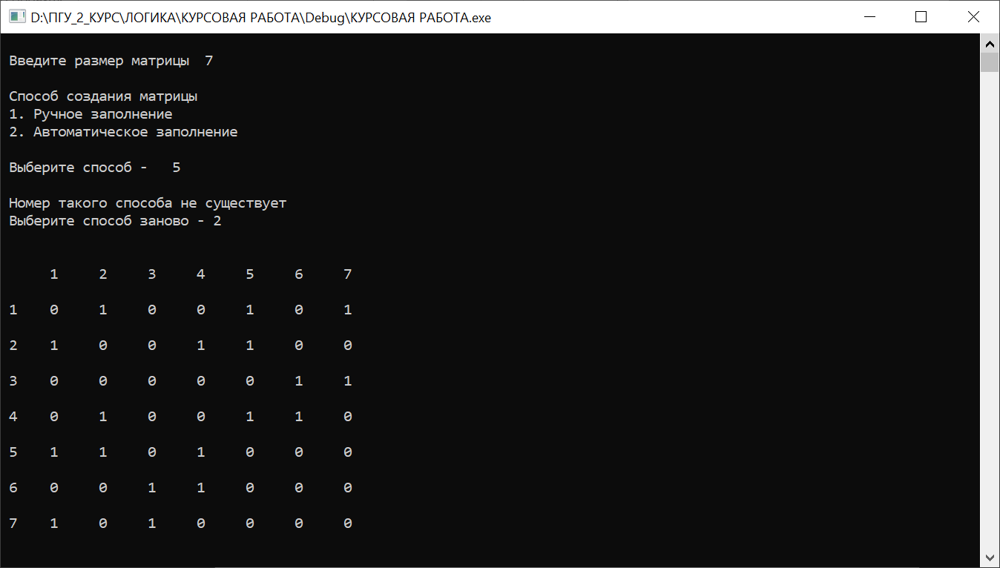 D:\ПГУ_2_КУРС\ЛОГИКА\КУРСОВАЯ РАБОТА\Debug\КУРСОВАЯ РАБОТА.exe
Введите размер матрицы  7
Способ создания матрицы
1. Ручное заполнение
2. Автоматическое заполнение
Выберите способ -   5
Номер такого способа не существует
Выберите способ заново - 2
     1     2     3     4     5     6     7
1    0     1     0     0     1     0     1
2    1     0     0     1     1     0     0
3    0     0     0     0     0     1     1
4    0     1     0     0     1     1     0
5    1     1     0     1     0     0     0
6    0     0     1     1     0     0     0
7    1     0     1     0     0     0     0